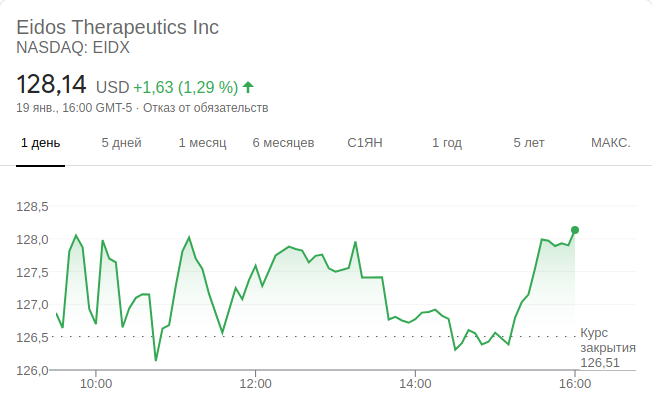 Eidos Therapeutics Inc
NASDAQ: EIDX
128,14 USD +1,63 (1,29 %)
19 янв., 16:00 GMT-5 · Отказ от обязательств
1 день 5 дней 1 месяц 6 месяцев С1ЯН 1 год 5 лет МАКС.
128,5
128,0
127,5
127,0
126,5
126,0
Курс
закрытия
126,51
10:00 12:00 14:00 16:00